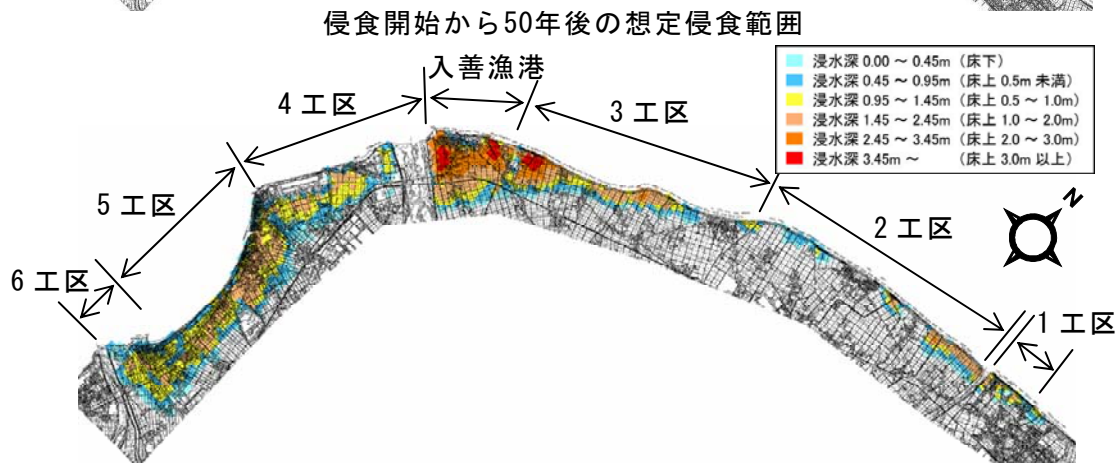 侵食開始から50年後の想定侵食範囲
入善漁港
4 工区
3 工区
5 工区
2 工区
6 工区
1 工区
N
浸水深 0.00 ～ 0.45m (床下)
浸水深 0.45 ～ 0.95m (床上 0.5m 未満)
浸水深 0.95 ～ 1.45m (床上 0.5 ～ 1.0m)
浸水深 1.45 ～ 2.45m (床上 1.0 ～ 2.0m)
浸水深 2.45 ～ 3.45m (床上 2.0 ～ 3.0m)
浸水深 3.45m ～ (床上 3.0m 以上)